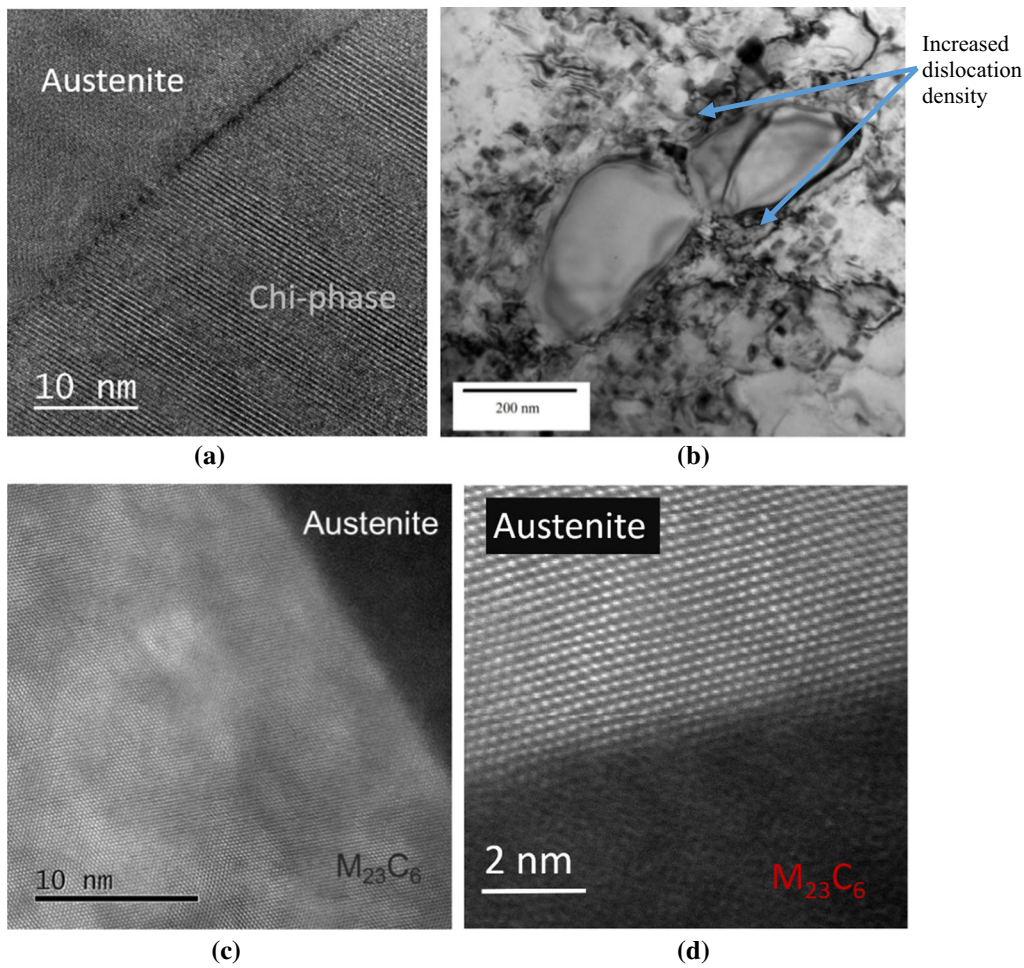 Austenite
Chi-phase
10 nm
(a)
Increased
dislocation
density
200 nm
(b)
Austenite
M₂₃C₆
10 nm
(c)
Austenite
2 nm
M₂₃C₆
(d)